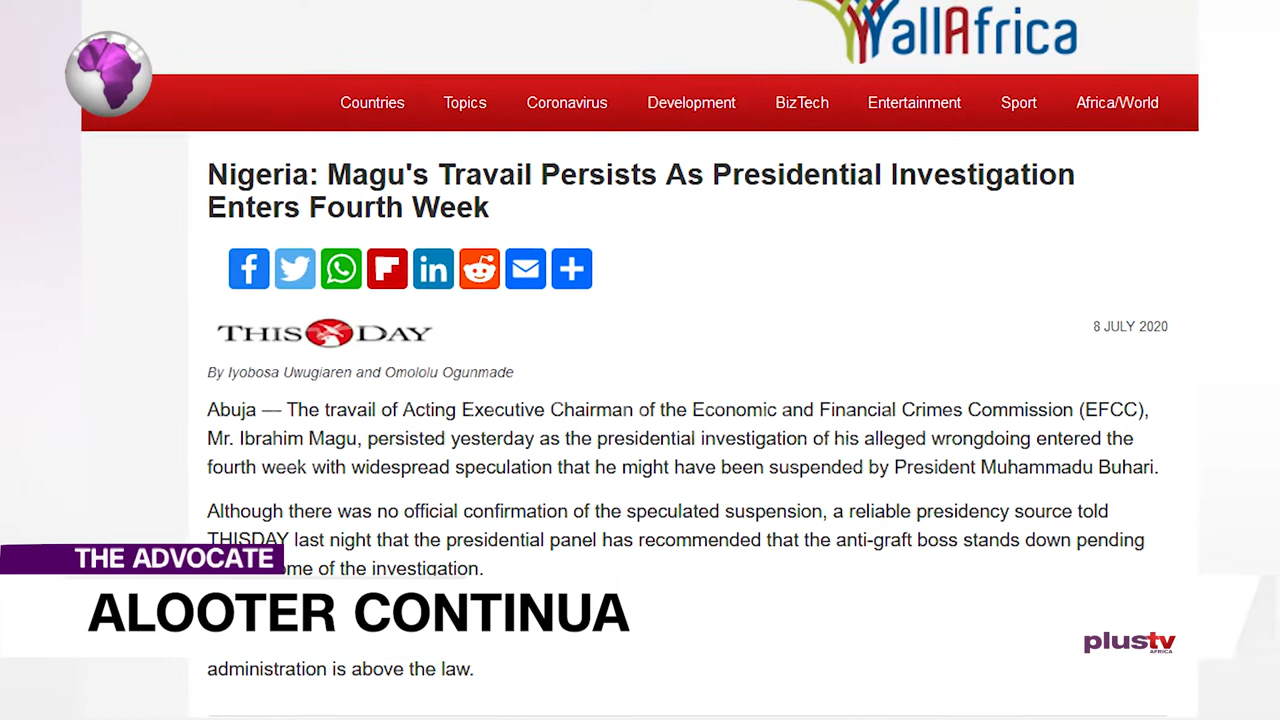 allAfrica
Countries Topics Coronavirus Development BizTech Entertainment Sport Africa/World
Nigeria: Magu's Travail Persists As Presidential Investigation
Enters Fourth Week
THIS DAY
8 JULY 2020
By Iyobosa Uwugiaren and Omololu Ogunmade
Abuja — The travail of Acting Executive Chairman of the Economic and Financial Crimes Commission (EFCC),
Mr. Ibrahim Magu, persisted yesterday as the presidential investigation of his alleged wrongdoing entered the
fourth week with widespread speculation that he might have been suspended by President Muhammadu Buhari.
Although there was no official confirmation of the speculated suspension, a reliable presidency source told
THISDAY last night that the presidential panel has recommended that the anti-graft boss stands down pending
of the investigation.
THE ADVOCATE
ALOOTER CONTINUA
plustv
AFRICA
administration is above the law.